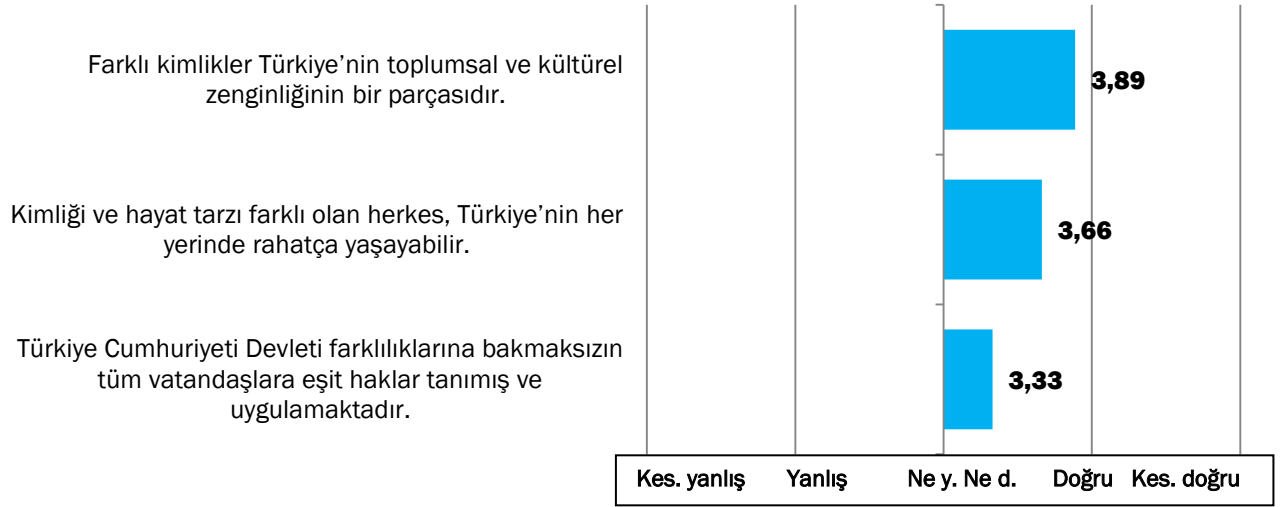 Farklı kimlikler Türkiye’nin toplumsal ve kültürel
zenginliğinin bir parçasıdır.
3,89
Kimliği ve hayat tarzı farklı olan herkes, Türkiye’nin her
yerinde rahatça yaşayabilir.
3,66
Türkiye Cumhuriyeti Devleti farklılıklarına bakmaksızın
tüm vatandaşlara eşit haklar tanımış ve
uygulamaktadır.
3,33
Kes. yanlış Yanlış Ne y. Ne d. Doğru Kes. doğru